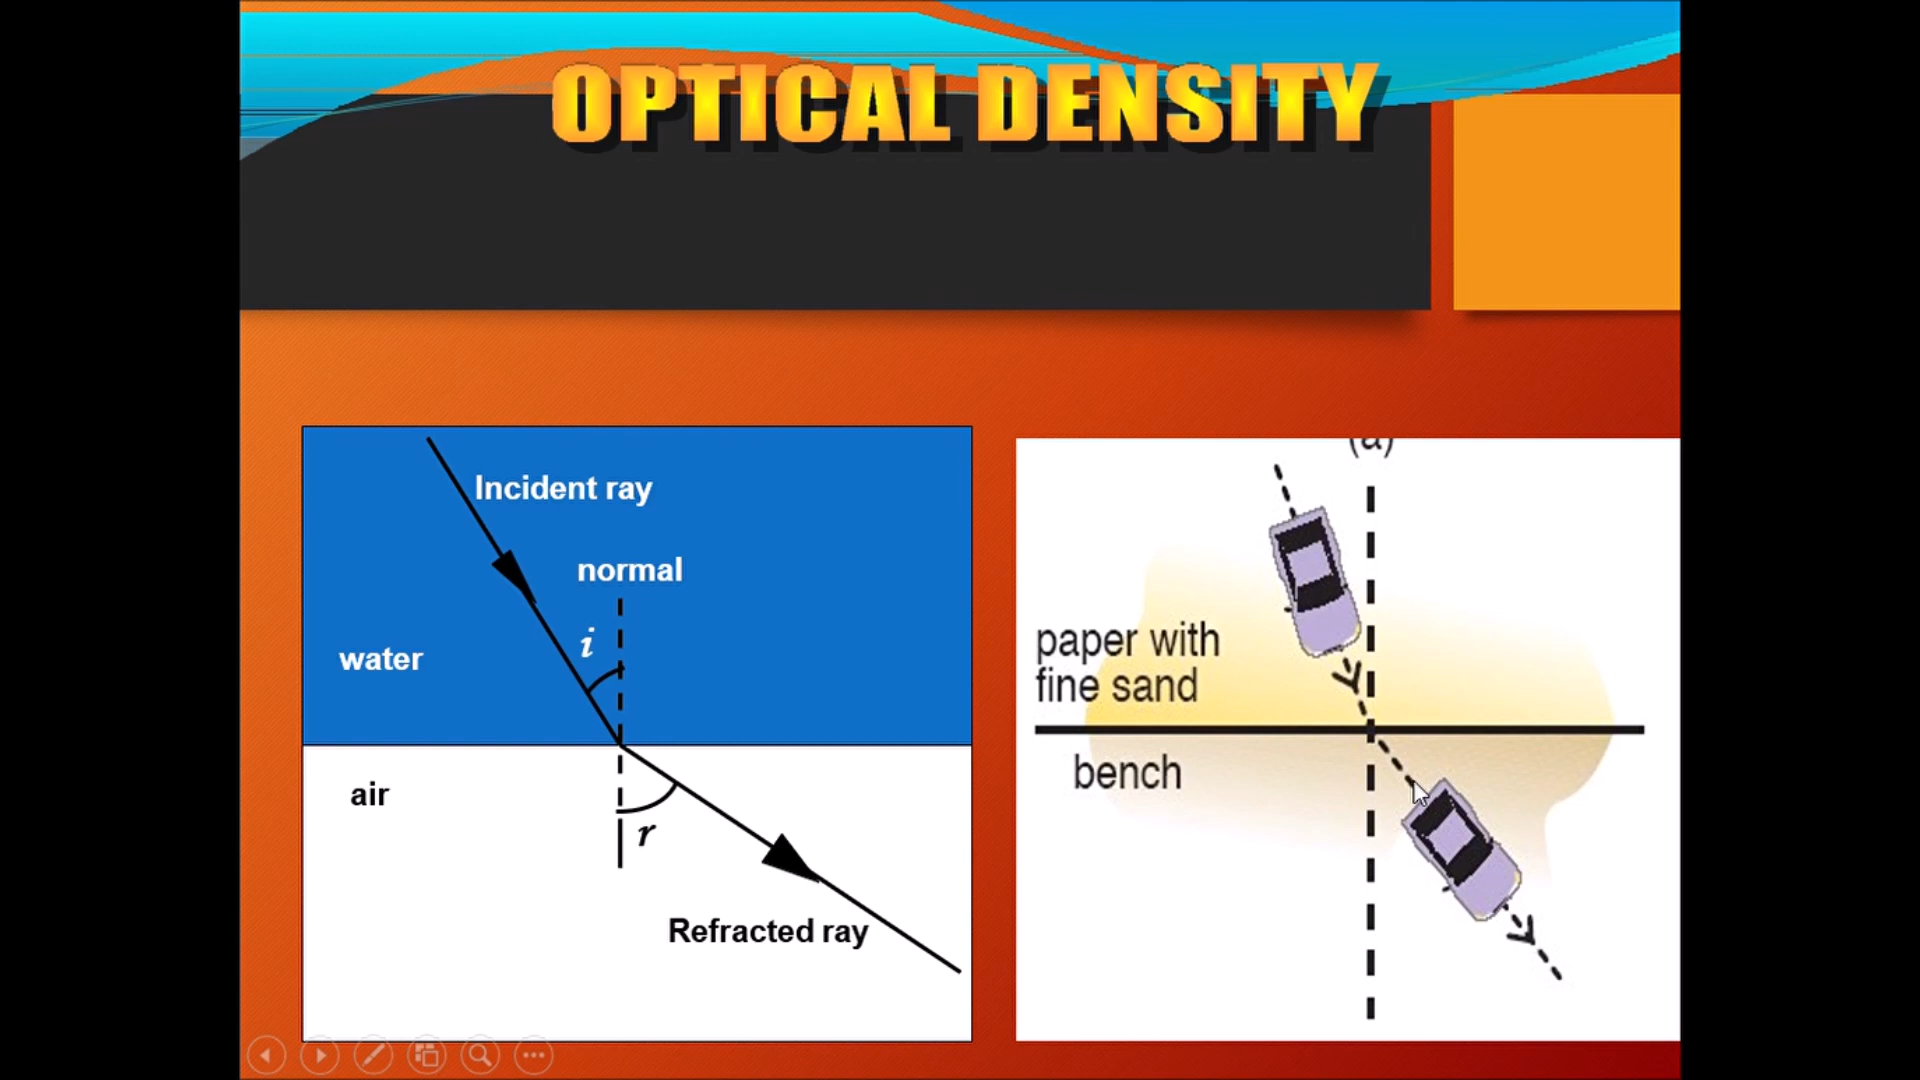 OPTICAL DENSITY
Incident ray
normal
i
water
air
r
Refracted ray
(a)
paper with
fine sand
bench